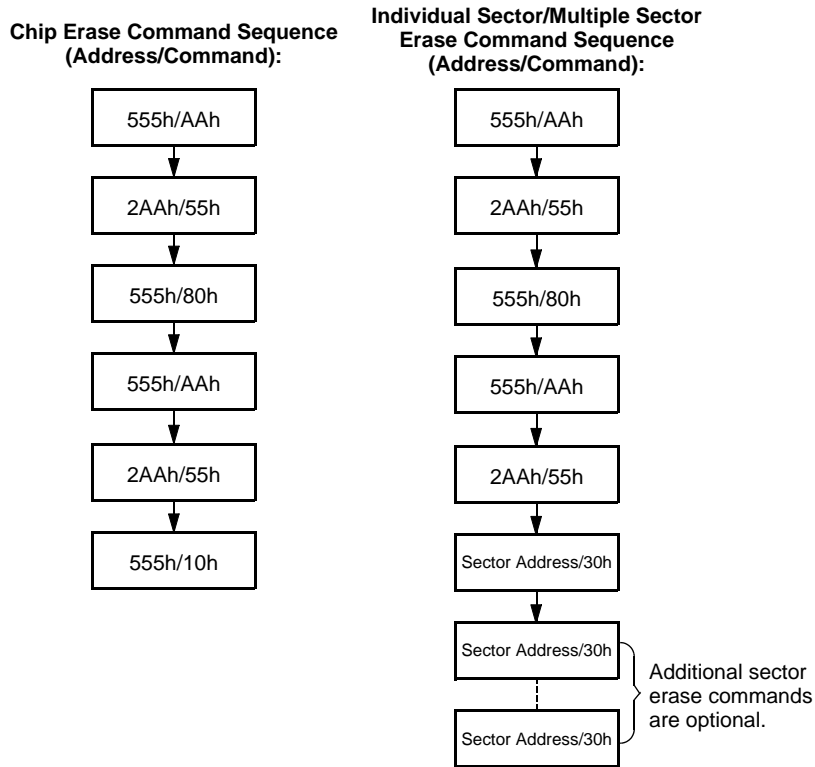 Chip Erase Command Sequence
(Address/Command):
555h/AAh
2AAh/55h
555h/80h
555h/AAh
2AAh/55h
555h/10h
Individual Sector/Multiple Sector
Erase Command Sequence
(Address/Command):
555h/AAh
2AAh/55h
555h/80h
555h/AAh
2AAh/55h
Sector Address/30h
Sector Address/30h
Sector Address/30h
Additional sector
erase commands
are optional.